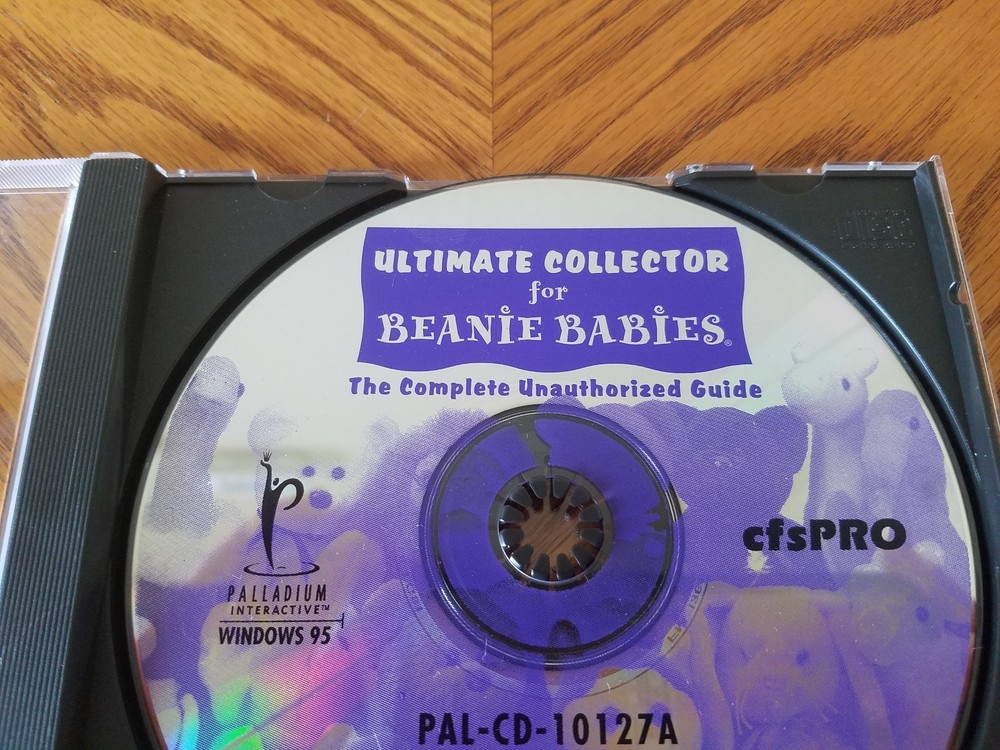 ULTIMATE COLLECTOR
for
BEANIE BABIES®
The Complete Unauthorized Guide
cfsPRO
PALLADIUM
INTERACTIVE™
WINDOWS 95
PAL-CD-10127A